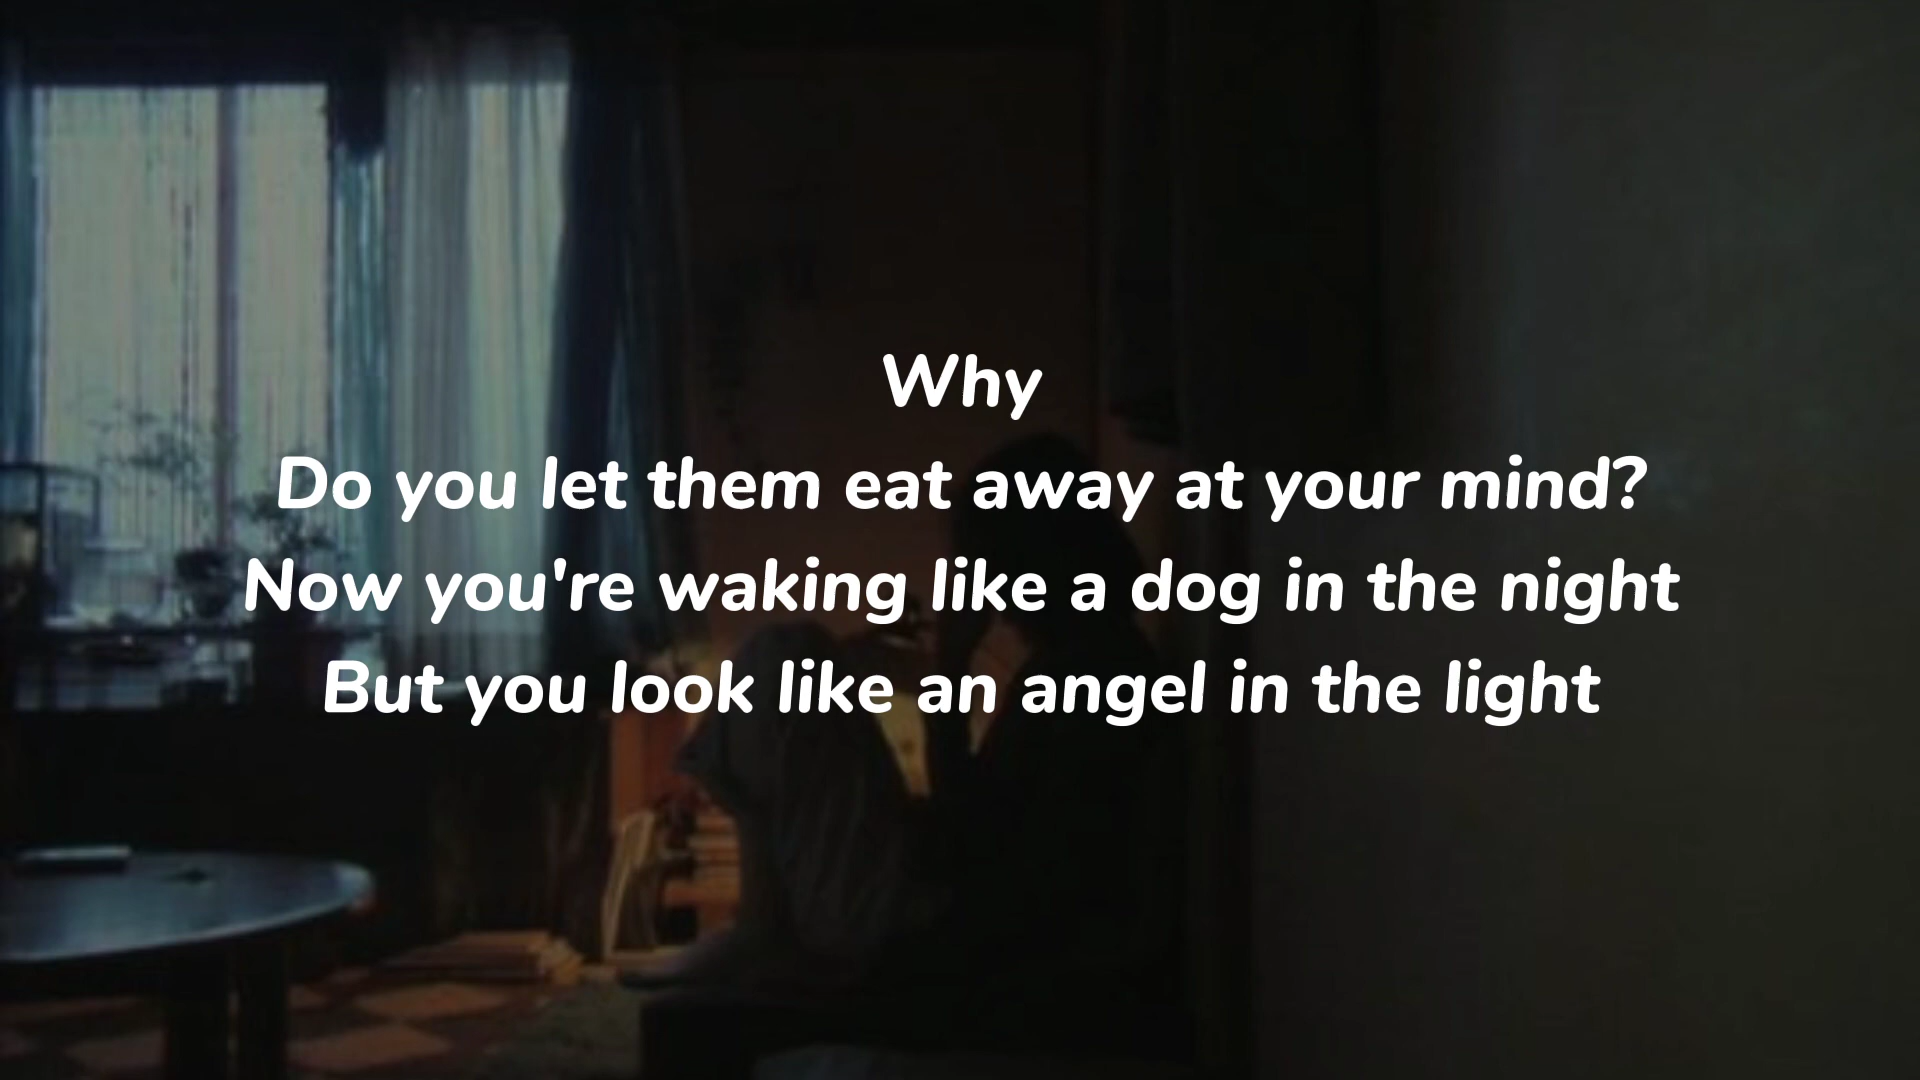 Why
Do you let them eat away at your mind?
Now you're waking like a dog in the night
But you look like an angel in the light